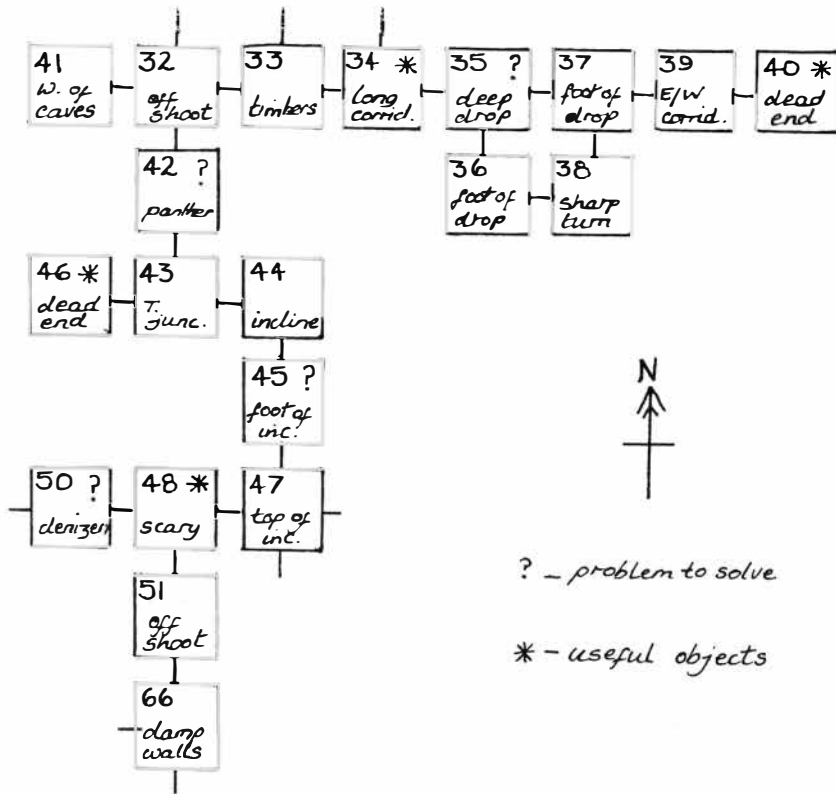 41
W. of
caves
32
off
shoot
33
timbers
34 *
long
corrid.
35 ?
deep
drop
37
foot of
drop
39
E/W
corrid.
40 *
dead
end
42 ?
panther
36
foot of
drop
38
sharp
turn
46 *
dead
end
43
T.
junc.
44
incline
45 ?
foot of
inc.
N
50 ?
denizen
48 *
scary
47
top of
inc.
? - problem to solve
51
off
shoot
* - useful objects
66
damp
walls